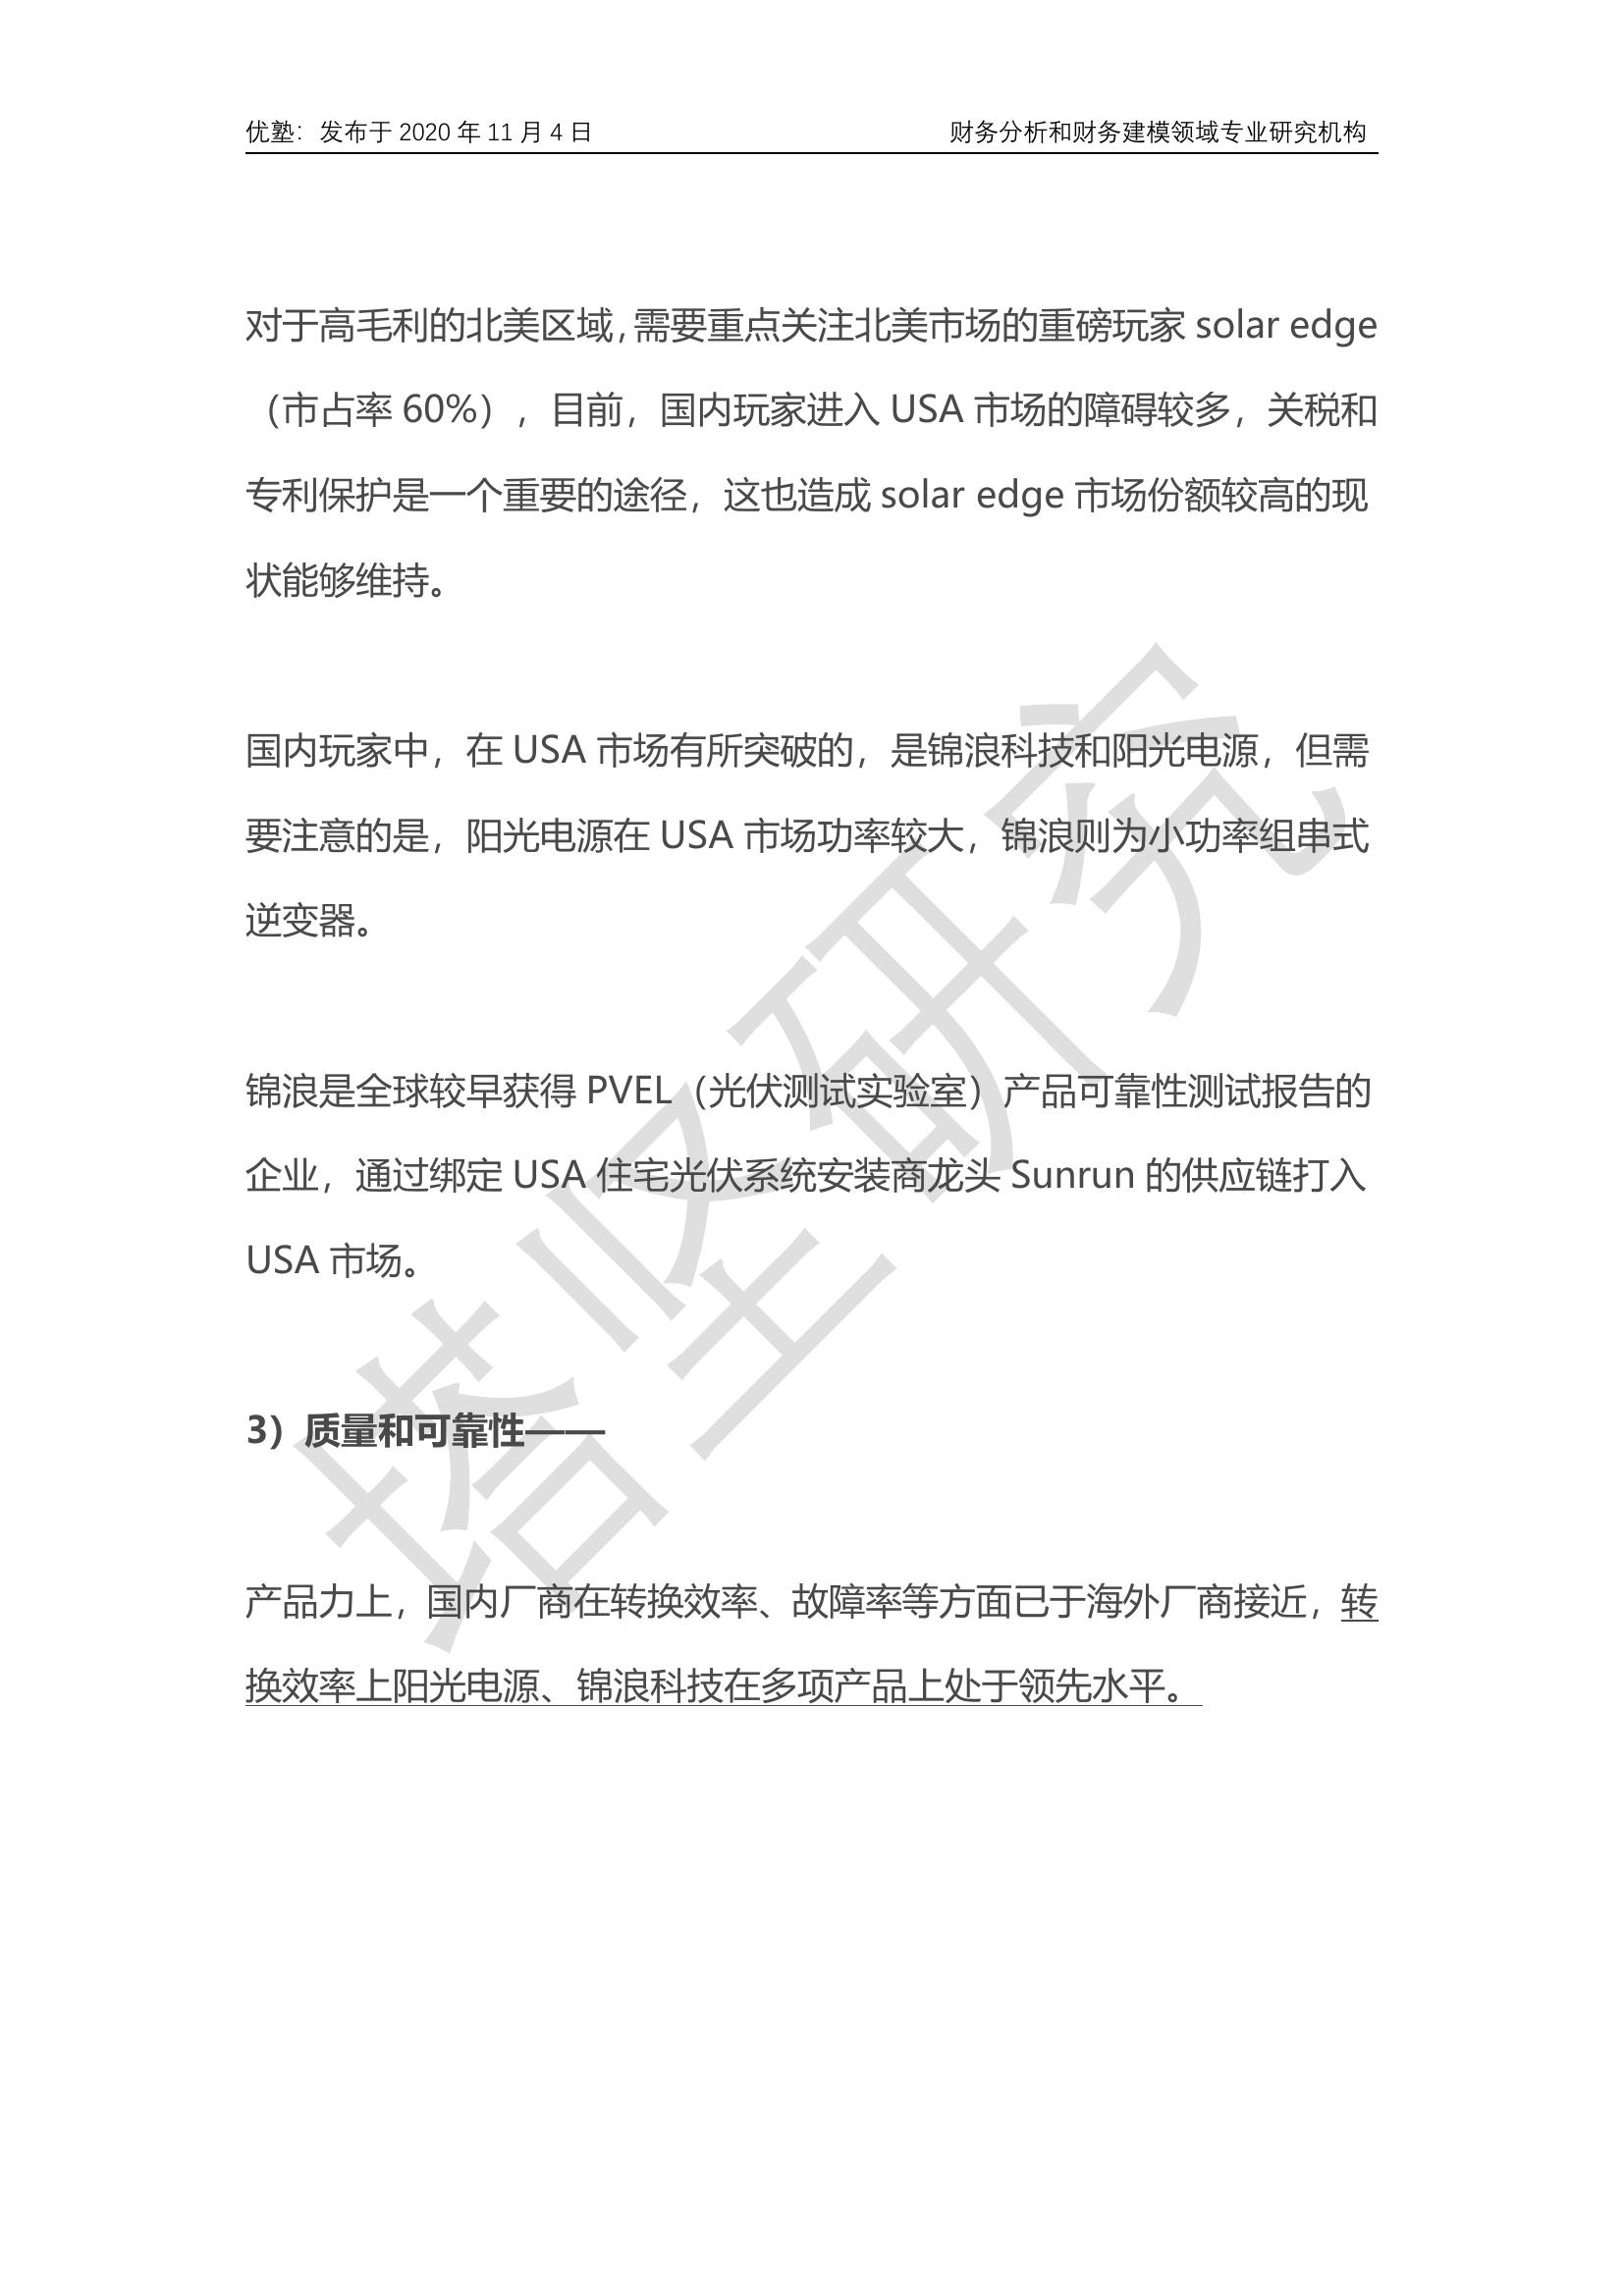 优塾：发布于 2020 年 11 月 4 日 财务分析和财务建模领域专业研究机构
对于高毛利的北美区域，需要重点关注北美市场的重磅玩家 solar edge
（市占率 60%），目前，国内玩家进入 USA 市场的障碍较多，关税和
专利保护是一个重要的途径，这也造成 solar edge 市场份额较高的现
状能够维持。
国内玩家中，在 USA 市场有所突破的，是锦浪科技和阳光电源，但需
要注意的是，阳光电源在 USA 市场功率较大，锦浪则为小功率组串式
逆变器。
锦浪是全球较早获得 PVEL（光伏测试实验室）产品可靠性测试报告的
企业，通过绑定 USA 住宅光伏系统安装商龙头 Sunrun 的供应链打入
USA 市场。
3）质量和可靠性——
产品力上，国内厂商在转换效率、故障率等方面已于海外厂商接近，转
换效率上阳光电源、锦浪科技在多项产品上处于领先水平。
塔坚研究